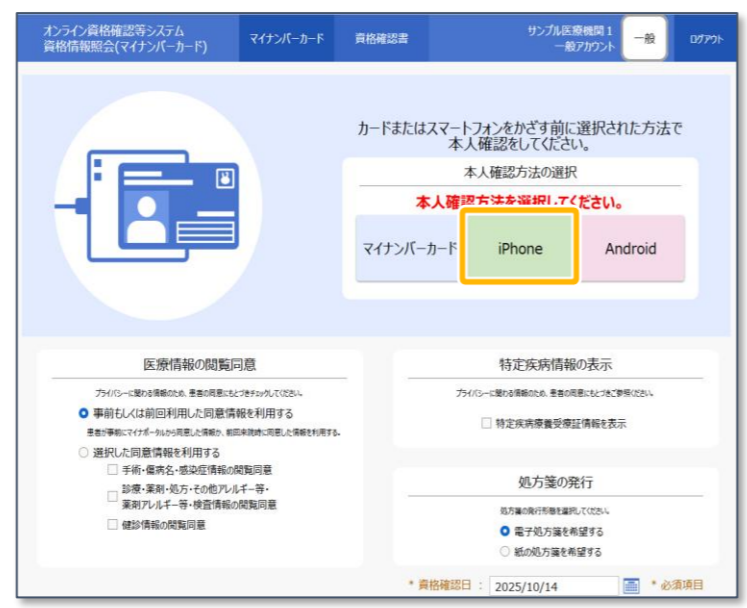 オンライン資格確認等システム
資格情報照会(マイナンバーカード)
マイナンバーカード
資格確認書
サンプル医療機関1
一般アカウント
一般
ログアウト
カードまたはスマートフォンをかざす前に選択された方法で
本人確認をしてください。
本人確認方法の選択
本人確認方法を選択してください。
マイナンバーカード
iPhone
Android
医療情報の閲覧同意
プライバシーに関わる情報のため、患者の同意にもとづきチェックしてください。
事前もしくは前回利用した同意情報を利用する
患者が事前にマイナポータルから同意した情報か、前回来院時に同意した情報を利用する。
選択した同意情報を利用する
手術・傷病名・感染症情報の閲覧同意
診療・薬剤・処方・その他アレルギー等・
薬剤アレルギー等・検査情報の閲覧同意
健診情報の閲覧同意
特定疾病情報の表示
プライバシーに関わる情報のため、患者の同意にもとづきご参照ください。
特定疾病療養受療証情報を表示
処方箋の発行
処方箋の発行形態を選択してください。
電子処方箋を希望する
紙の処方箋を希望する
* 資格確認日 : 2025/10/14 * 必須項目